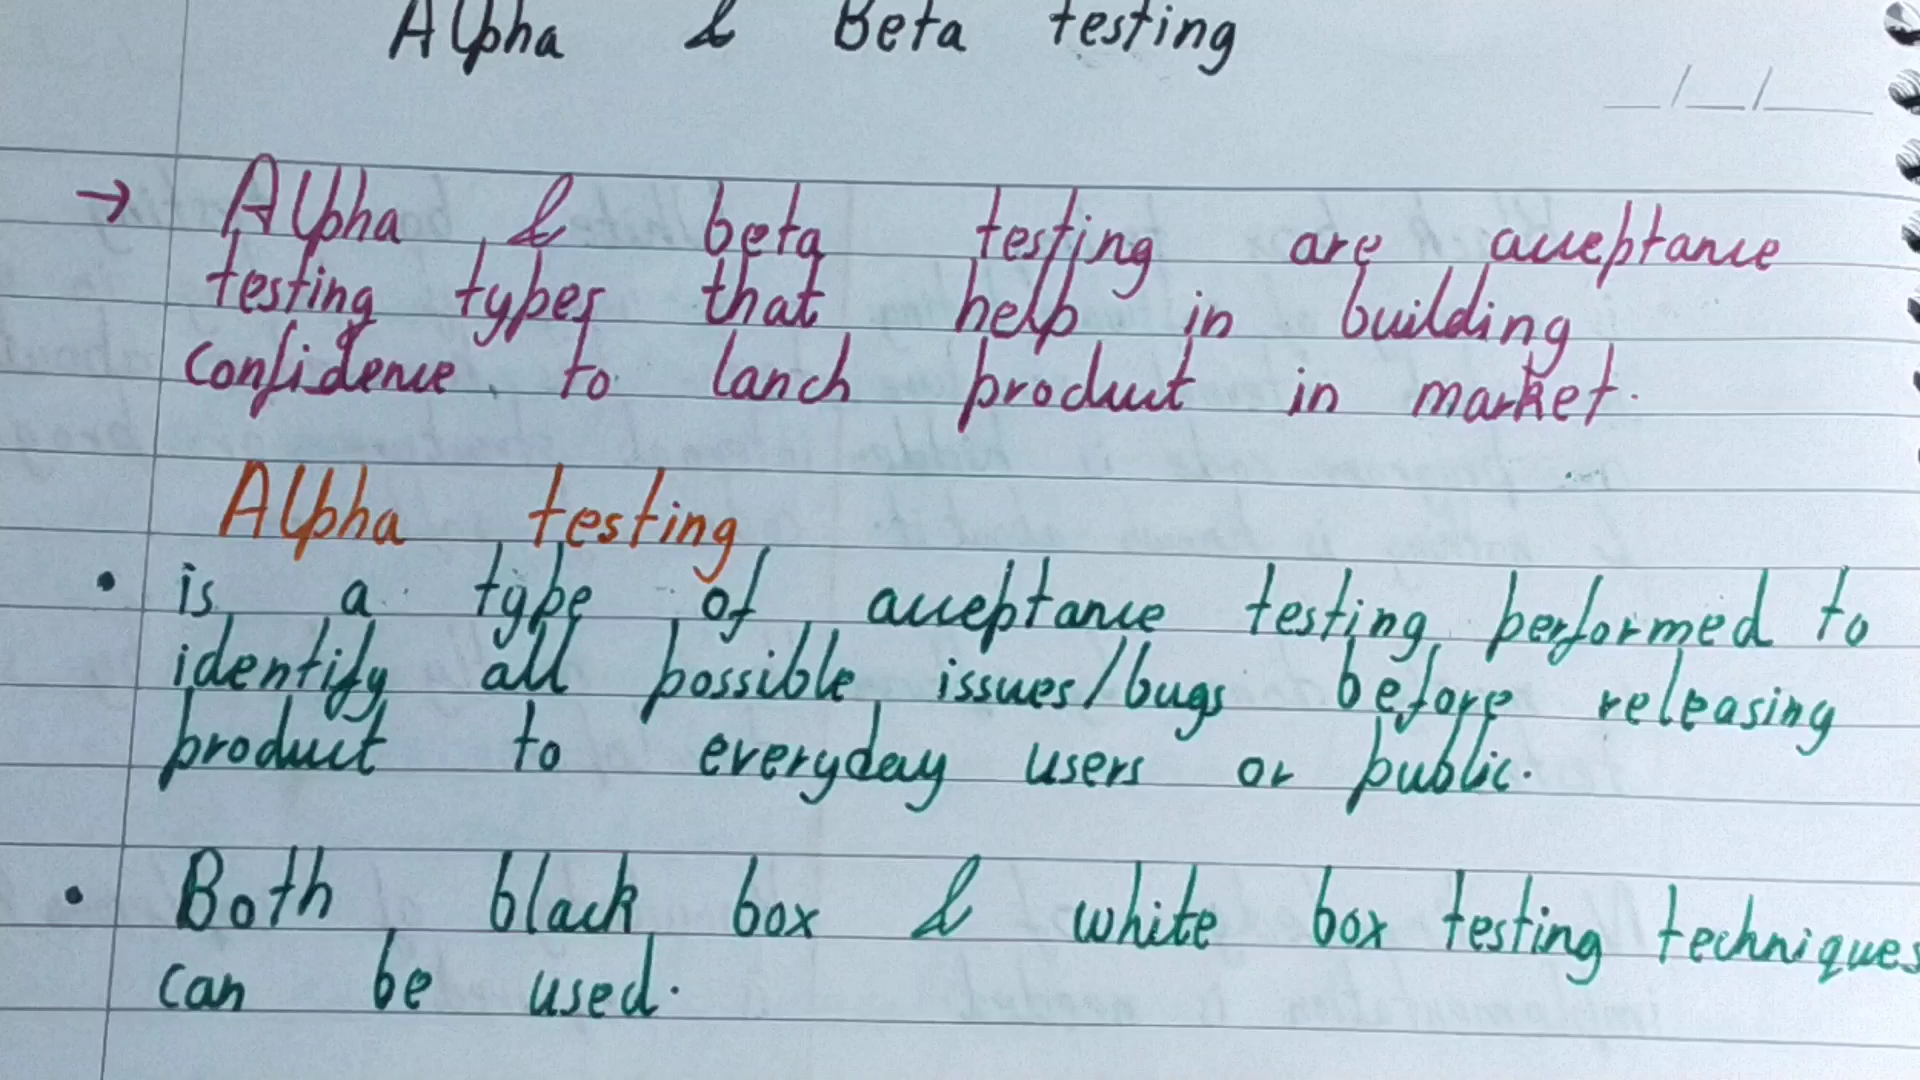 Alpha & Beta testing
→ Alpha & beta testing are acceptance
testing types that help in building
confidence to lanch product in market.
Alpha testing
• is a type of acceptance testing performed to
identify all possible issues/bugs before releasing
product to everyday users or public.
• Both black box & white box testing techniques
can be used.